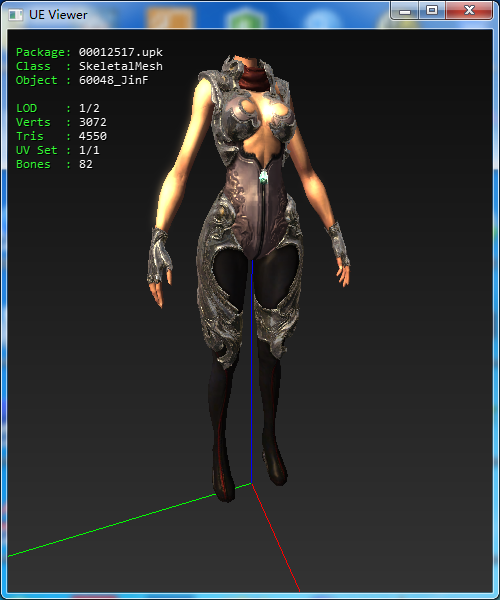 UE Viewer
Package: 00012517.upk
Class : SkeletalMesh
Object : 60048_JinF
LOD : 1/2
Verts : 3072
Tris : 4550
UV Set : 1/1
Bones : 82